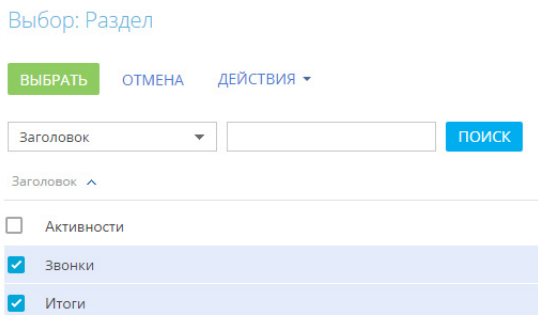 Выбор: Раздел
ВЫБРАТЬ ОТМЕНА ДЕЙСТВИЯ
Заголовок ПОИСК
Заголовок
Активности
Звонки
Итоги